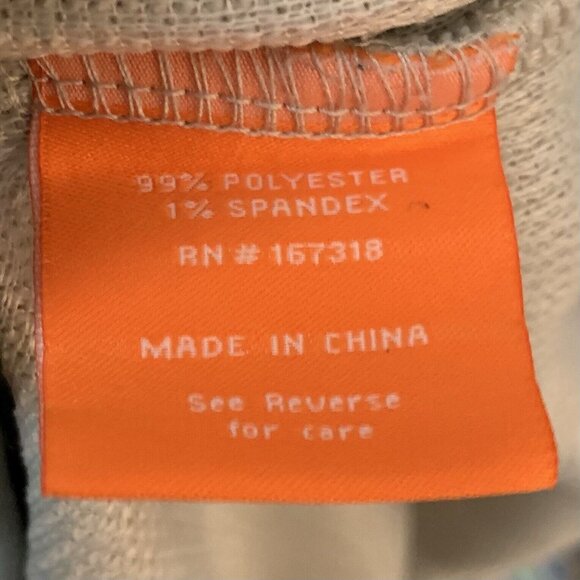 99% POLYESTER
1% SPANDEX
RN # 167318
MADE IN CHINA
See Reverse
for care